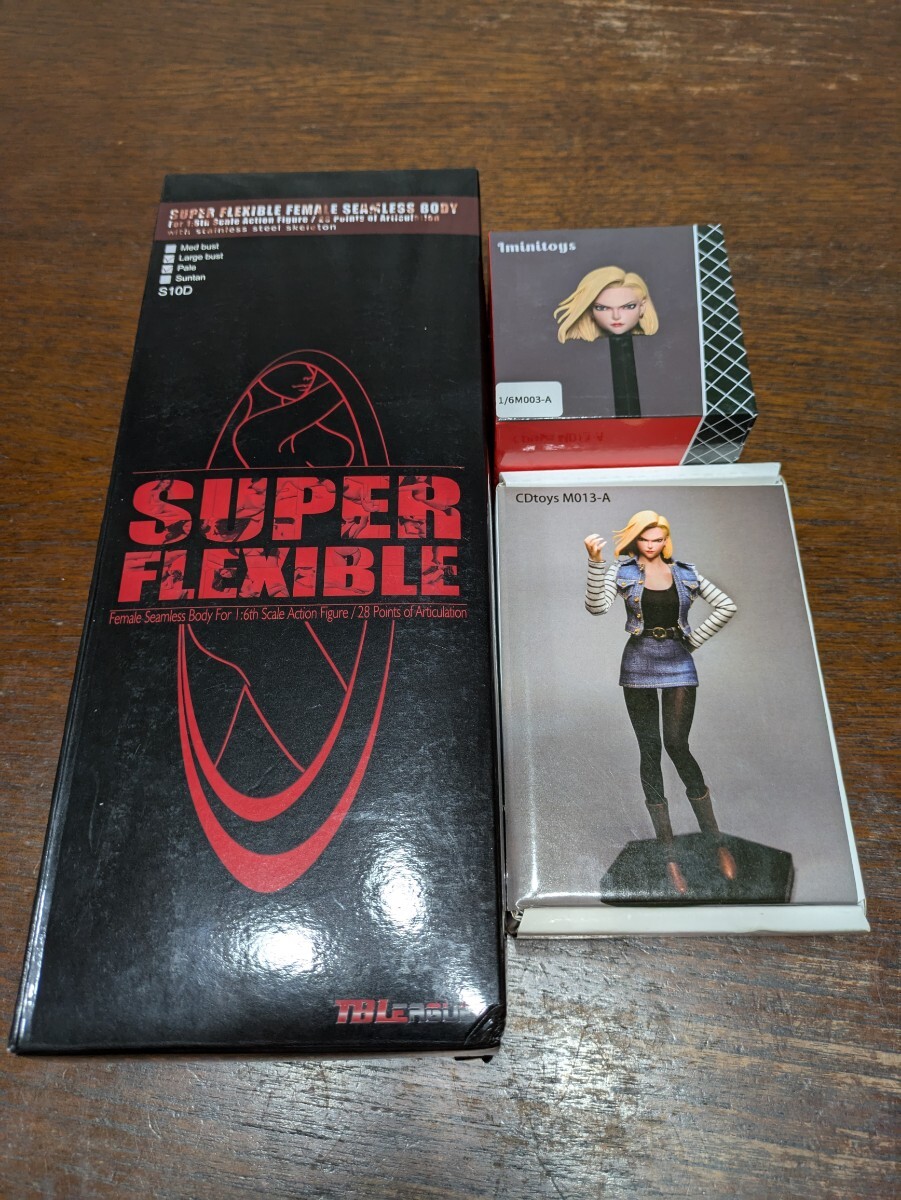 SUPER FLEXIBLE FEMALE SEAMLESS BODY
For 1:6th Scale Action Figure / 28 Points of Articulation
with stainless steel skeleton
Med bust
Large bust
Pale
Suntan
S10D
SUPER
FLEXIBLE
Female Seamless Body For 1:6th Scale Action Figure / 28 Points of Articulation
TBLEAGUE
1minitoys
1/6M003-A
CDtoys M013-A